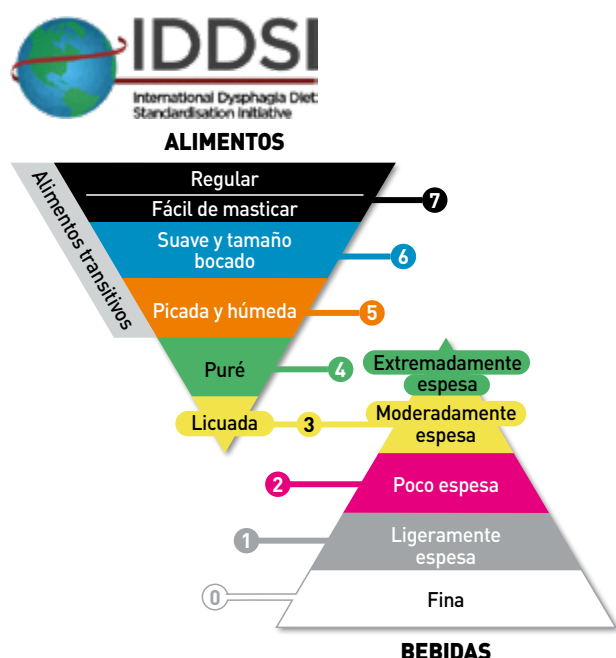 IDDSI
International Dysphagia Diet
Standardisation Initiative
ALIMENTOS
Alimentos transitivos
Regular
Fácil de masticar
7
Suave y tamaño
bocado
6
Picada y húmeda
5
Puré
4
Licuada
3
Extremadamente
espesa
Moderadamente
espesa
2
Poco espesa
1
Ligeramente
espesa
0
Fina
BEBIDAS